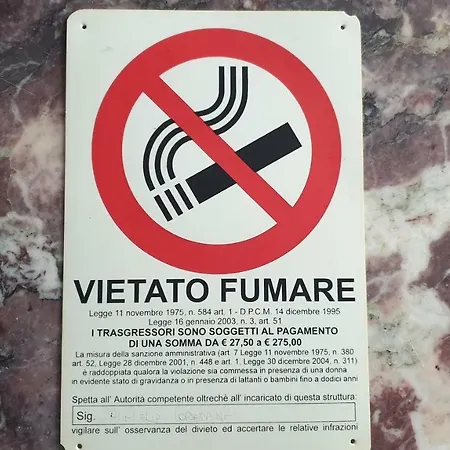 VIETATO FUMARE
Legge 11 novembre 1975, n. 584 art. 1 - D.P.C.M. 14 dicembre 1995
Legge 16 gennaio 2003, n. 3, art. 51
I TRASGRESSORI SONO SOGGETTI AL PAGAMENTO
DI UNA SOMMA DA € 27,50 a € 275,00
La misura della sanzione amministrativa (art. 7 Legge 11 novembre 1975, n. 380
art. 52, Legge 28 dicembre 2001, n. 448 e art. 1, Legge 30 dicembre 2004, n. 311)
è raddoppiata qualora la violazione sia commessa in presenza di una donna
in evidente stato di gravidanza o in presenza di lattanti o bambini fino a dodici anni
Spetta all' Autorità competente oltreché all' incaricato di questa struttura:
Sig.
vigilare sull' osservanza del divieto ed accertare le relative infrazioni